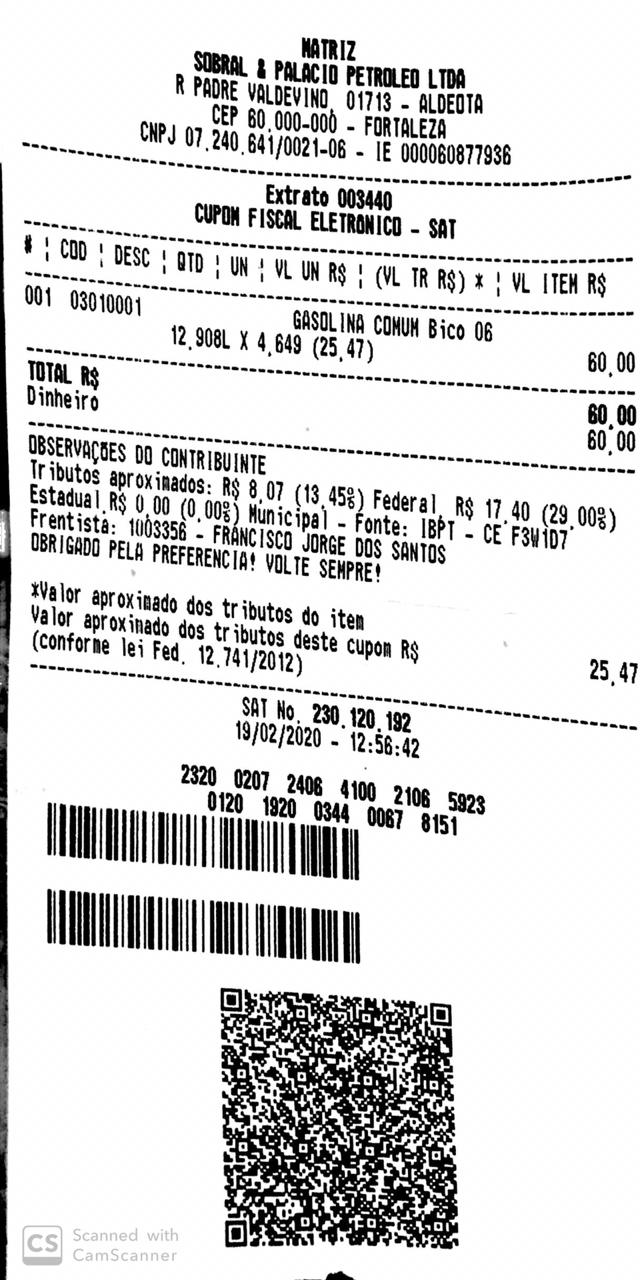 MATRIZ
SOBRAL & PALACIO PETROLEO LTDA
R PADRE VALDEVINO, 01713 - ALDEOTA
CEP 60.000-000 - FORTALEZA
CNPJ 07.240.641/0021-06 - IE 000060877936
Extrato 003440
CUPOM FISCAL ELETRONICO - SAT
# ¦ COD ¦ DESC ¦ QTD ¦ UN ¦ VL UN R$ ¦ (VL TR R$) * ¦ VL ITEM R$
001 03010001 GASOLINA COMUM Bico 06
12,908L X 4,649 (25,47) 60,00
TOTAL R$ 60,00
Dinheiro 60,00
OBSERVAÇÕES DO CONTRIBUINTE
Tributos aproximados: R$ 8,07 (13,45%) Federal, R$ 17,40 (29,00%)
Estadual R$ 0,00 (0,00%) Municipal - Fonte: IBPT - CE F3W1D7
Frentista: 1003356 - FRANCISCO JORGE DOS SANTOS
OBRIGADO PELA PREFERENCIA! VOLTE SEMPRE!
*Valor aproximado dos tributos do item
Valor aproximado dos tributos deste cupom R$
(conforme lei Fed. 12.741/2012) 25,47
SAT No. 230.120.192
19/02/2020 - 12:56:42
2320 0207 2406 4100 2106 5923
0120 1920 0344 0067 8151
CS Scanned with
CamScanner